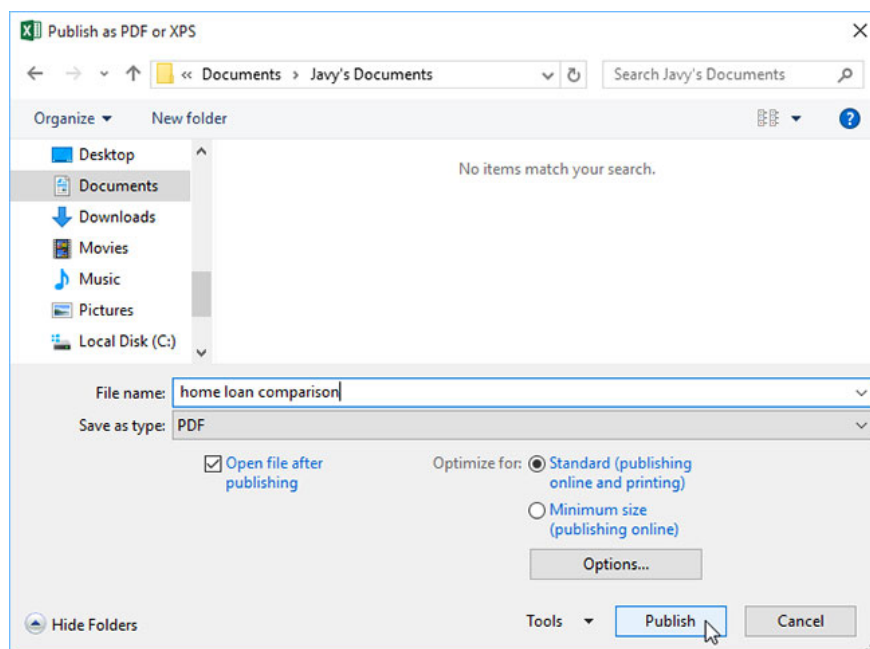 Publish as PDF or XPS
« Documents > Javy's Documents
Search Javy's Documents
Organize
New folder
Desktop
Documents
Downloads
Movies
Music
Pictures
Local Disk (C:)
No items match your search.
File name: home loan comparison
Save as type: PDF
Open file after
publishing
Optimize for: Standard (publishing
online and printing)
Minimum size
(publishing online)
Options...
Hide Folders
Tools
Publish
Cancel